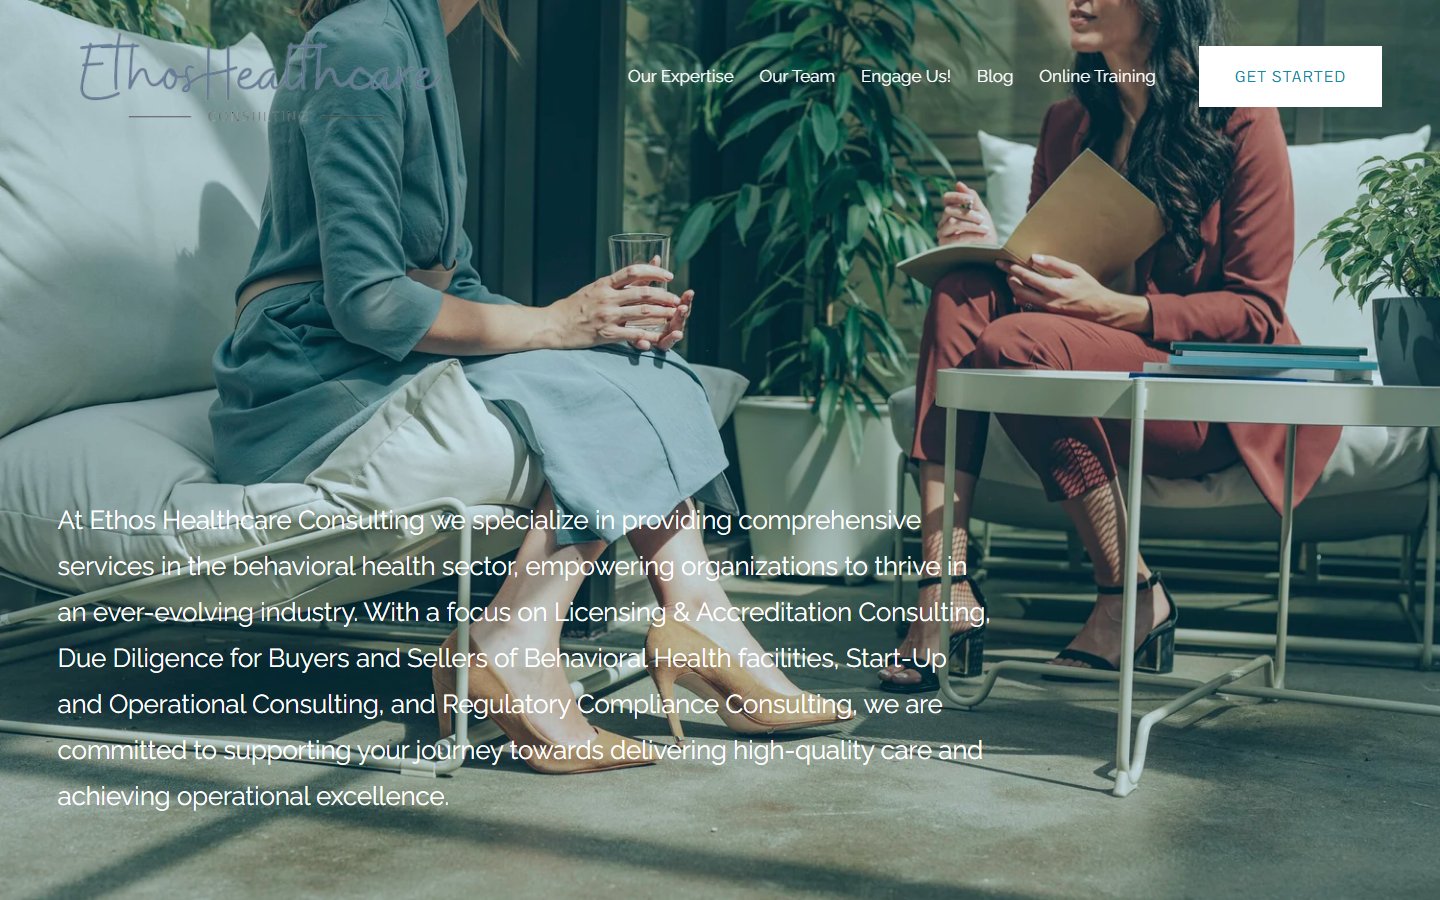 EthosHealthcare
CONSULTING
Our Expertise Our Team Engage Us! Blog Online Training GET STARTED
At Ethos Healthcare Consulting we specialize in providing comprehensive
services in the behavioral health sector, empowering organizations to thrive in
an ever-evolving industry. With a focus on Licensing & Accreditation Consulting,
Due Diligence for Buyers and Sellers of Behavioral Health facilities, Start-Up
and Operational Consulting, and Regulatory Compliance Consulting, we are
committed to supporting your journey towards delivering high-quality care and
achieving operational excellence.